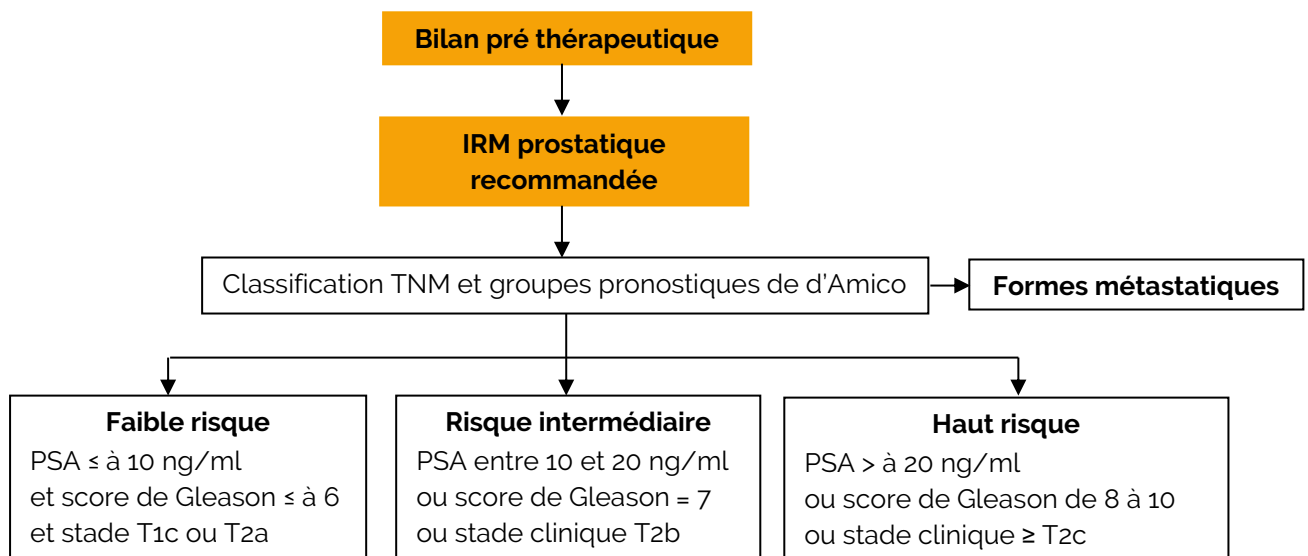 Bilan pré thérapeutique
IRM prostatique
recommandée
Classification TNM et groupes pronostiques de d'Amico
Formes métastatiques
Faible risque
PSA ≤ à 10 ng/ml
et score de Gleason ≤ à 6
et stade T1c ou T2a
Risque intermédiaire
PSA entre 10 et 20 ng/ml
ou score de Gleason = 7
ou stade clinique T2b
Haut risque
PSA > à 20 ng/ml
ou score de Gleason de 8 à 10
ou stade clinique ≥ T2c